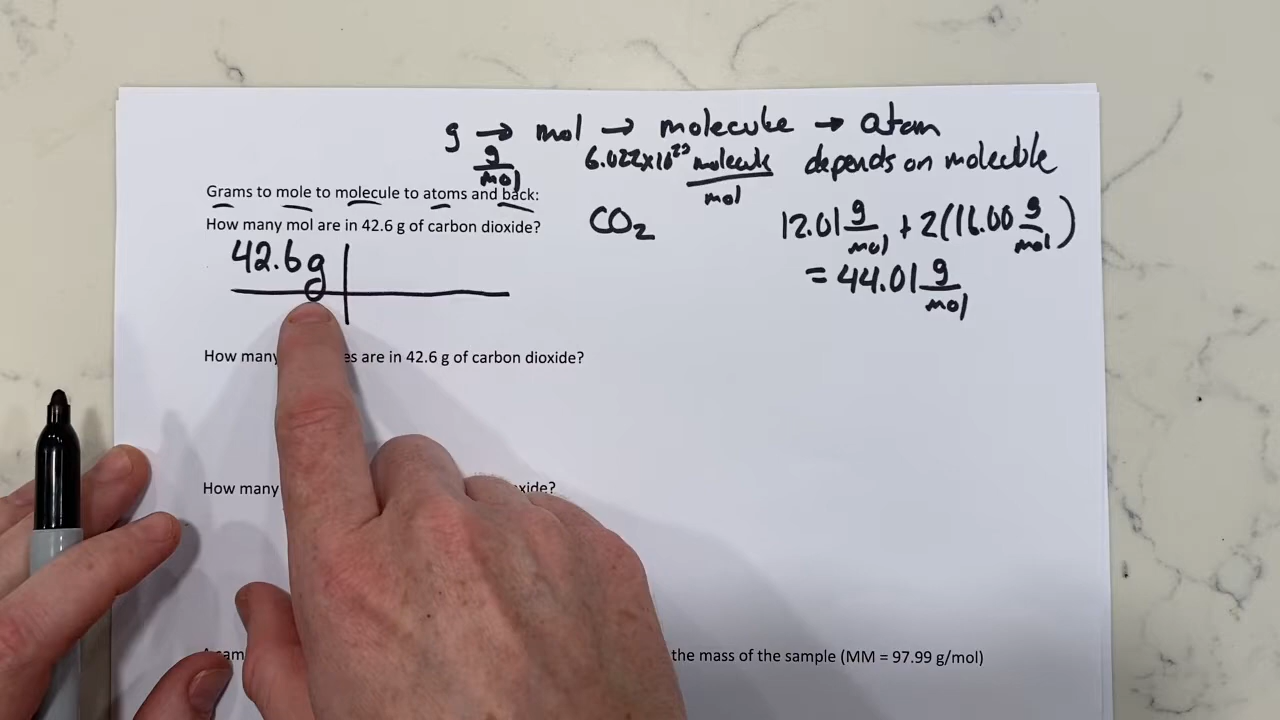 g → mol → molecule → atom
g/mol 6.022x10²³ molecule/mol depends on molecule
Grams to mole to molecule to atoms and back:
How many mol are in 42.6 g of carbon dioxide?
CO₂ 12.01 g/mol + 2(16.00 g/mol)
= 44.01 g/mol
42.6g
How many es are in 42.6 g of carbon dioxide?
How many xide?
the mass of the sample (MM = 97.99 g/mol)